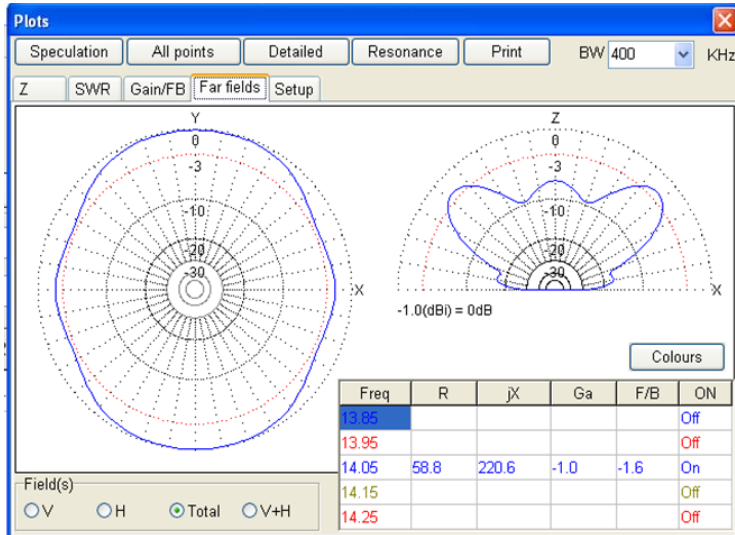 Plots
Speculation All points Detailed Resonance Print BW 400 KHz
Z SWR Gain/FB Far fields Setup
Y Z
0 0
-3 -3
-10 -10
-20 -20
-30 -30
X X
-1.0(dBi) = 0dB
Colours
Freq R jX Ga F/B ON
13.85 Off
13.95 Off
14.05 58.8 220.6 -1.0 -1.6 On
14.15 Off
14.25 Off
Field(s)
V H Total V+H